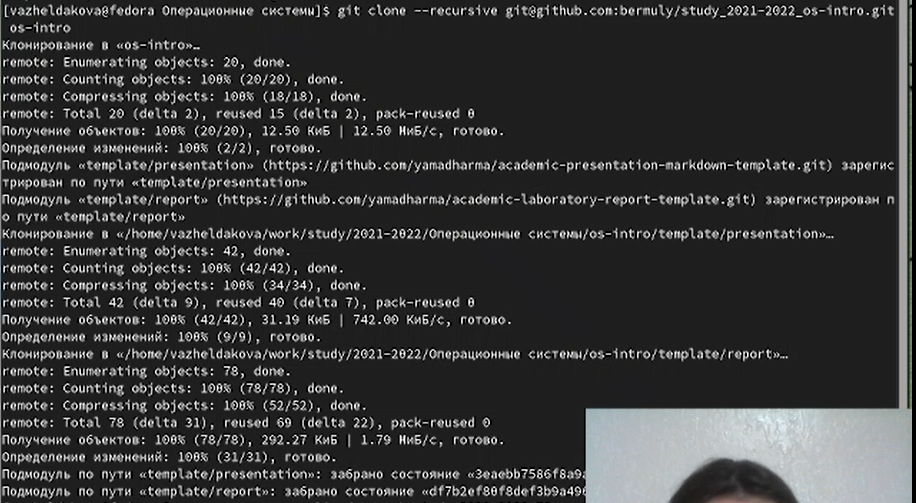 [vazheldakova@fedora Операционные системы]$ git clone --recursive git@github.com:bermuly/study_2021-2022_os-intro.git
os-intro
Клонирование в «os-intro»…
remote: Enumerating objects: 20, done.
remote: Counting objects: 100% (20/20), done.
remote: Compressing objects: 100% (18/18), done.
remote: Total 20 (delta 2), reused 15 (delta 2), pack-reused 0
Получение объектов: 100% (20/20), 12.50 КиБ | 12.50 МиБ/с, готово.
Определение изменений: 100% (2/2), готово.
Подмодуль «template/presentation» (https://github.com/yamadharma/academic-presentation-markdown-template.git) зарегис
трирован по пути «template/presentation»
Подмодуль «template/report» (https://github.com/yamadharma/academic-laboratory-report-template.git) зарегистрирован п
о пути «template/report»
Клонирование в «/home/vazheldakova/work/study/2021-2022/Операционные системы/os-intro/template/presentation»…
remote: Enumerating objects: 42, done.
remote: Counting objects: 100% (42/42), done.
remote: Compressing objects: 100% (34/34), done.
remote: Total 42 (delta 9), reused 40 (delta 7), pack-reused 0
Получение объектов: 100% (42/42), 31.19 КиБ | 742.00 КиБ/с, готово.
Определение изменений: 100% (9/9), готово.
Клонирование в «/home/vazheldakova/work/study/2021-2022/Операционные системы/os-intro/template/report»…
remote: Enumerating objects: 78, done.
remote: Counting objects: 100% (78/78), done.
remote: Compressing objects: 100% (52/52), done.
remote: Total 78 (delta 31), reused 69 (delta 22), pack-reused 0
Получение объектов: 100% (78/78), 292.27 КиБ | 1.79 МиБ/с, готово.
Определение изменений: 100% (31/31), готово.
Подмодуль по пути «template/presentation»: забрано состояние «3eaebb7586f8a9a
Подмодуль по пути «template/report»: забрано состояние «df7b2ef80f8def3b9a496